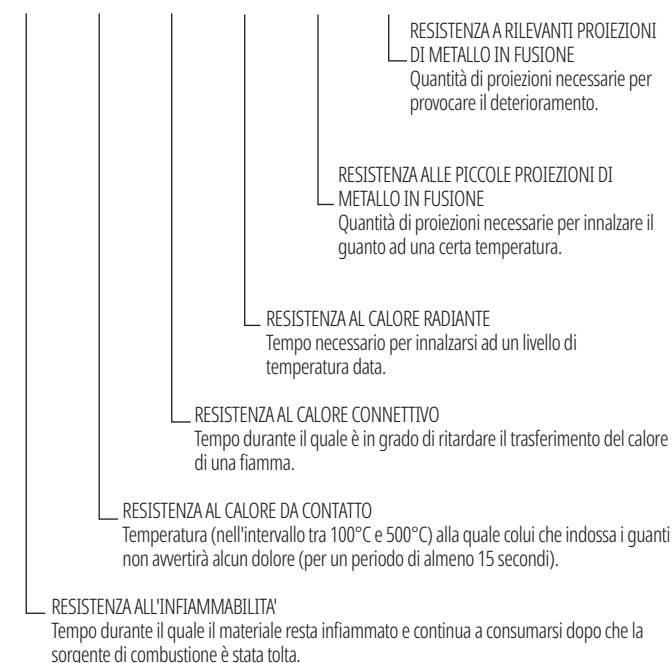 RESISTENZA A RILEVANTI PROIEZIONI
DI METALLO IN FUSIONE
Quantità di proiezioni necessarie per
provocare il deterioramento.
RESISTENZA ALLE PICCOLE PROIEZIONI DI
METALLO IN FUSIONE
Quantità di proiezioni necessarie per innalzare il
guanto ad una certa temperatura.
RESISTENZA AL CALORE RADIANTE
Tempo necessario per innalzarsi ad un livello di
temperatura data.
RESISTENZA AL CALORE CONNETTIVO
Tempo durante il quale è in grado di ritardare il trasferimento del calore
di una fiamma.
RESISTENZA AL CALORE DA CONTATTO
Temperatura (nell'intervallo tra 100°C e 500°C) alla quale colui che indossa i guanti
non avvertirà alcun dolore (per un periodo di almeno 15 secondi).
RESISTENZA ALL'INFIAMMABILITA'
Tempo durante il quale il materiale resta infiammato e continua a consumarsi dopo che la
sorgente di combustione è stata tolta.